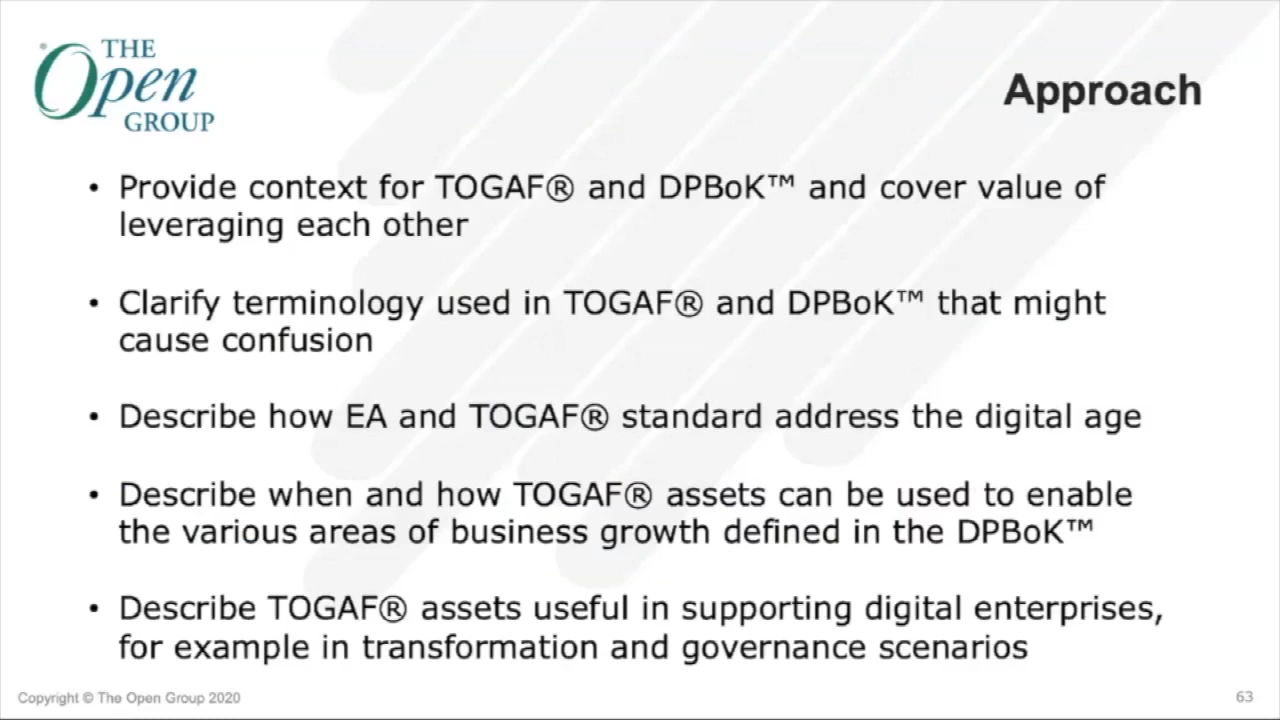 THE
Open
GROUP
Approach
• Provide context for TOGAF® and DPBoK™ and cover value of
leveraging each other
• Clarify terminology used in TOGAF® and DPBoK™ that might
cause confusion
• Describe how EA and TOGAF® standard address the digital age
• Describe when and how TOGAF® assets can be used to enable
the various areas of business growth defined in the DPBoK™
• Describe TOGAF® assets useful in supporting digital enterprises,
for example in transformation and governance scenarios
Copyright © The Open Group 2020
63